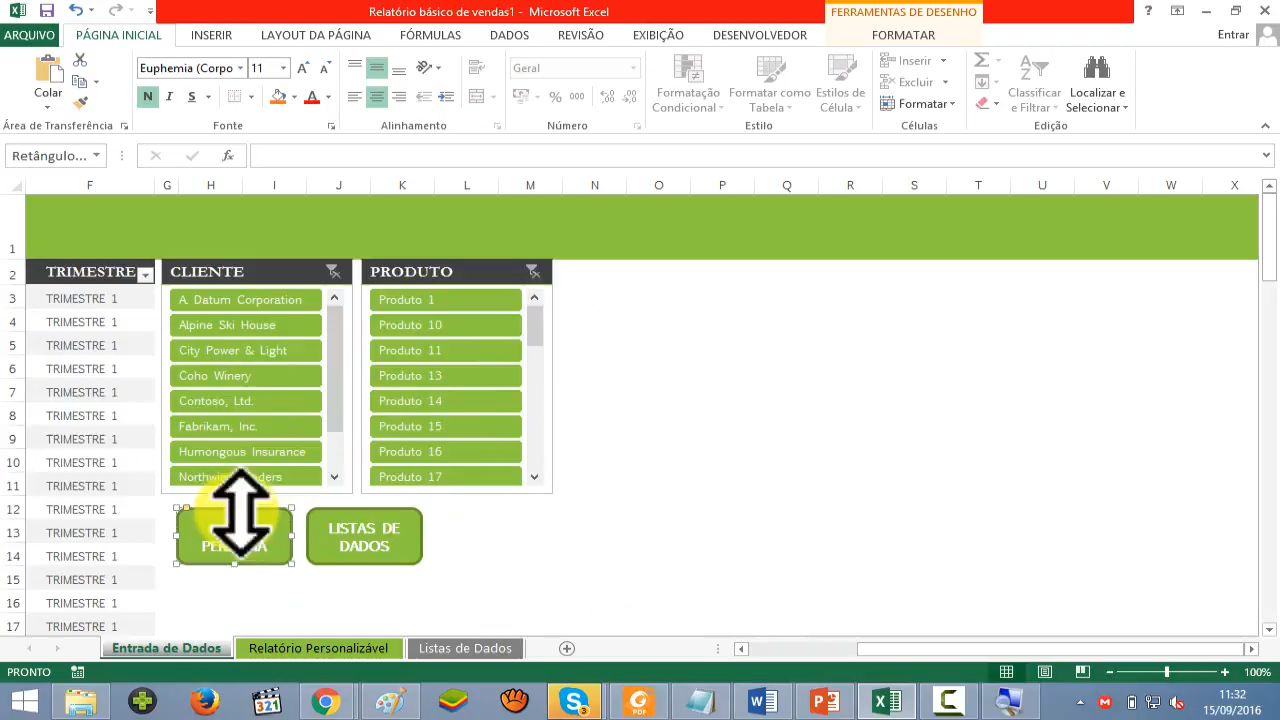 Relatório básico de vendas1 - Microsoft Excel
FERRAMENTAS DE DESENHO
ARQUIVO PÁGINA INICIAL INSERIR LAYOUT DA PÁGINA FÓRMULAS DADOS REVISÃO EXIBIÇÃO DESENVOLVEDOR FORMATAR Entrar
Colar
Área de Transferência
Euphemia (Corpo 11
N I S
Fonte
Alinhamento
Geral
% 000
Número
Formatação Condicional
Formatar como Tabela
Estilos de Célula
Estilo
Inserir
Excluir
Formatar
Células
Classificar e Filtrar
Localizar e Selecionar
Edição
Retângulo...
fx
F G H I J K L M N O P Q R S T U V W X
1
2 TRIMESTRE CLIENTE PRODUTO
3 TRIMESTRE 1 A. Datum Corporation Produto 1
4 TRIMESTRE 1 Alpine Ski House Produto 10
5 TRIMESTRE 1 City Power & Light Produto 11
6 TRIMESTRE 1 Coho Winery Produto 13
7 TRIMESTRE 1 Contoso, Ltd. Produto 14
8 TRIMESTRE 1
9 TRIMESTRE 1 Fabrikam, Inc. Produto 15
10 TRIMESTRE 1 Humongous Insurance Produto 16
11 TRIMESTRE 1 Produto 17
12 TRIMESTRE 1
13 TRIMESTRE 1 LISTAS DE
14 TRIMESTRE 1 DADOS
15 TRIMESTRE 1
16 TRIMESTRE 1
17 TRIMESTRE 1
Entrada de Dados Relatório Personalizável Listas de Dados
PRONTO 100%
11:32
15/09/2016